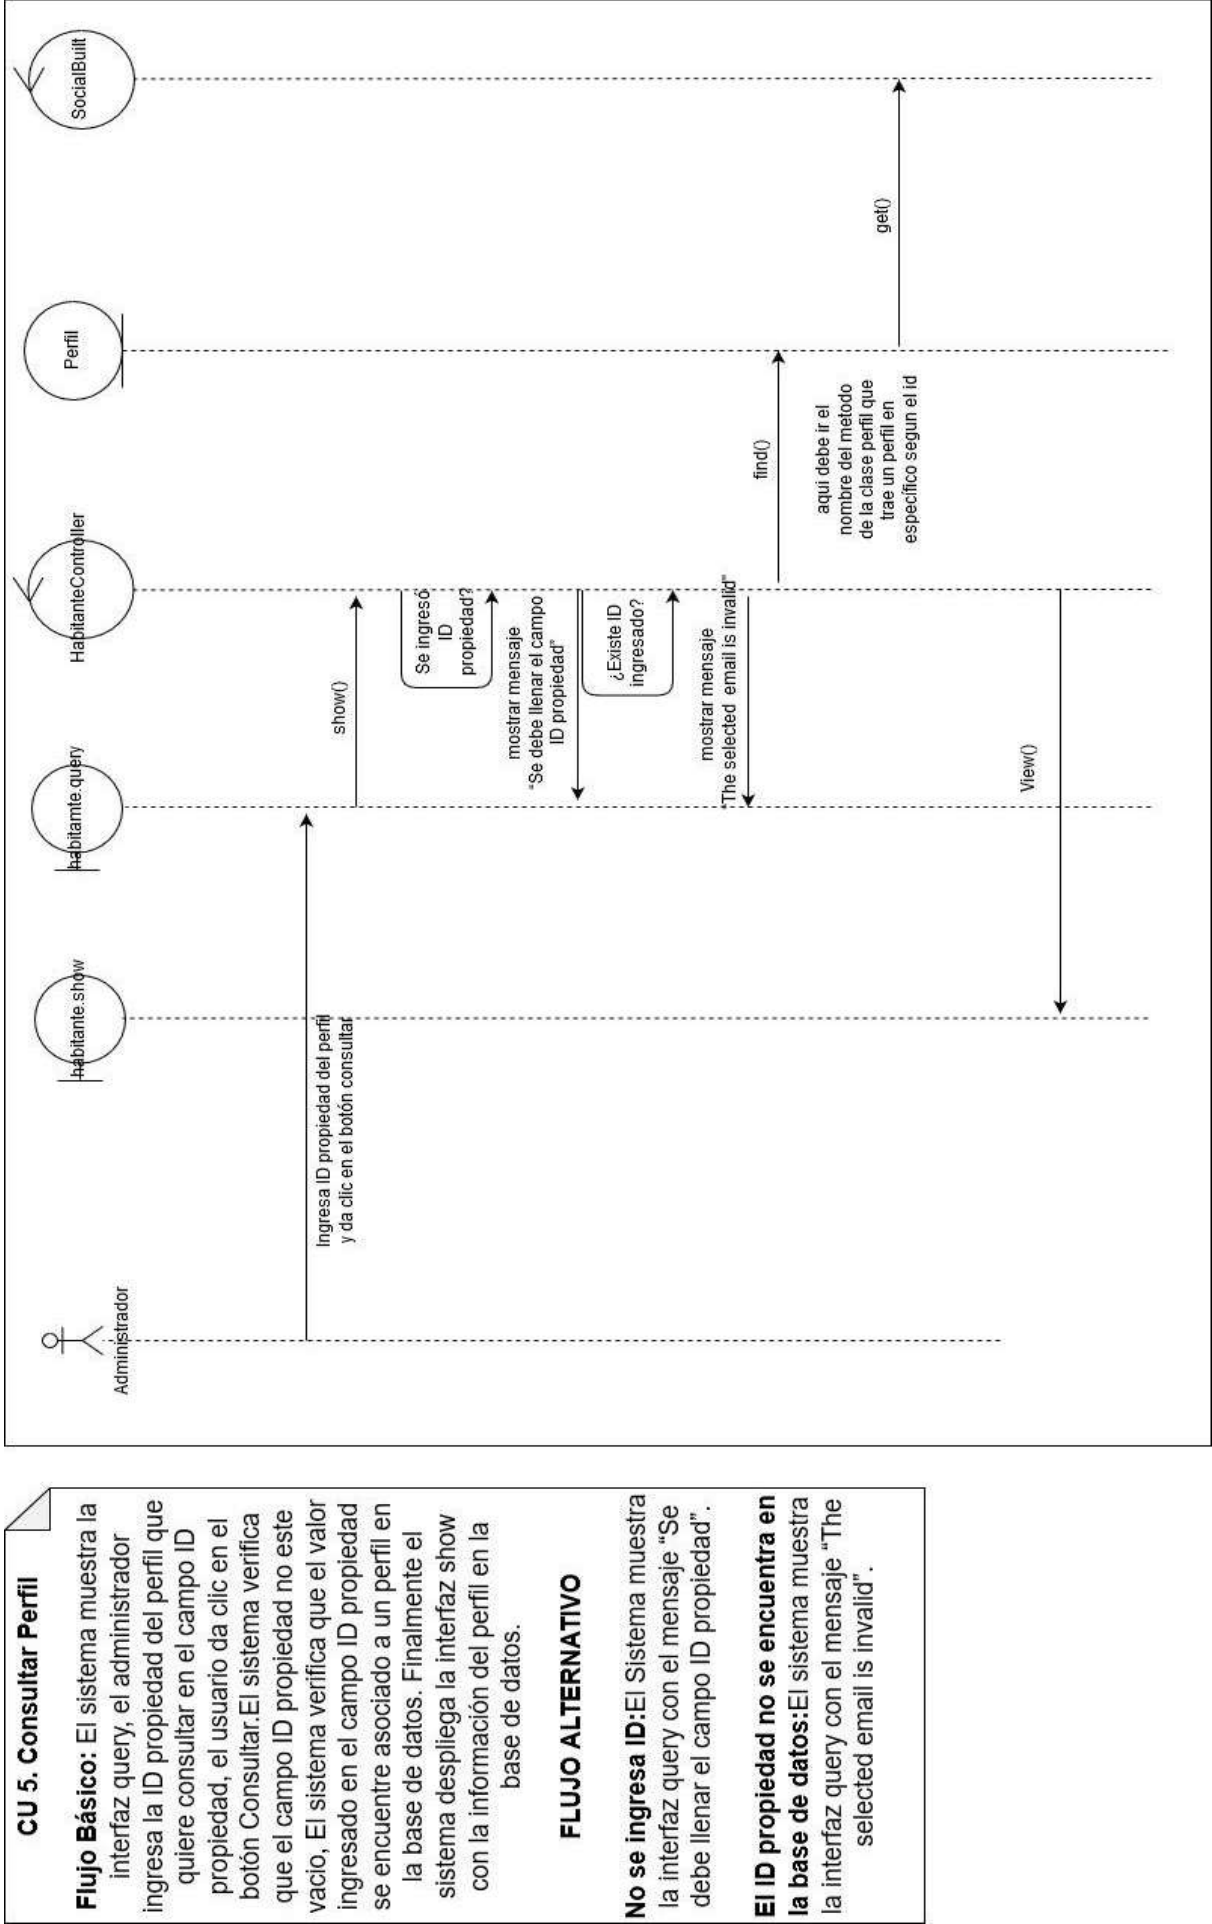 CU 5. Consultar Perfil
Flujo Básico: El sistema muestra la
interfaz query, el administrador
ingresa la ID propiedad del perfil que
quiere consultar en el campo ID
propiedad, el usuario da clic en el
botón Consultar.El sistema verifica
que el campo ID propiedad no este
vacio, El sistema verifica que el valor
ingresado en el campo ID propiedad
se encuentre asociado a un perfil en
la base de datos. Finalmente el
sistema despliega la interfaz show
con la información del perfil en la
base de datos.
FLUJO ALTERNATIVO
No se ingresa ID:El Sistema muestra
la interfaz query con el mensaje “Se
debe llenar el campo ID propiedad”.
El ID propiedad no se encuentra en
la base de datos:El sistema muestra
la interfaz query con el mensaje “The
selected email is invalid”.
Administrador
habitante.show
habitamte.query
HabitanteController
Perfil
SocialBuilt
Ingresa ID propiedad del perfil
y da clic en el botón consultar
show()
Se ingresó
ID
propiedad?
mostrar mensaje
“Se debe llenar el campo
ID propiedad”
¿Existe ID
ingresado?
mostrar mensaje
“The selected email is invalid”
find()
aqui debe ir el
nombre del metodo
de la clase perfil que
trae un perfil en
específico segun el id
get()
View()